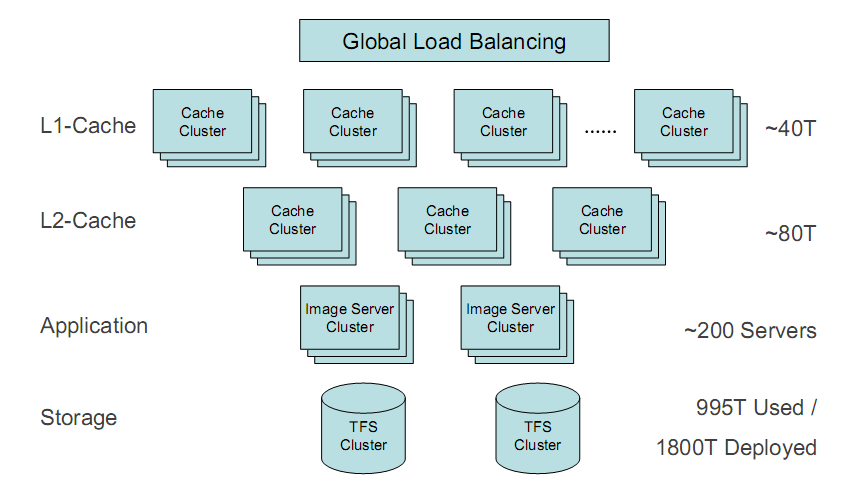 Global Load Balancing
L1-Cache
Cache
Cluster
Cache
Cluster
Cache
Cluster
......
Cache
Cluster
~40T
L2-Cache
Cache
Cluster
Cache
Cluster
Cache
Cluster
~80T
Application
Image Server
Cluster
Image Server
Cluster
~200 Servers
Storage
TFS
Cluster
TFS
Cluster
995T Used /
1800T Deployed